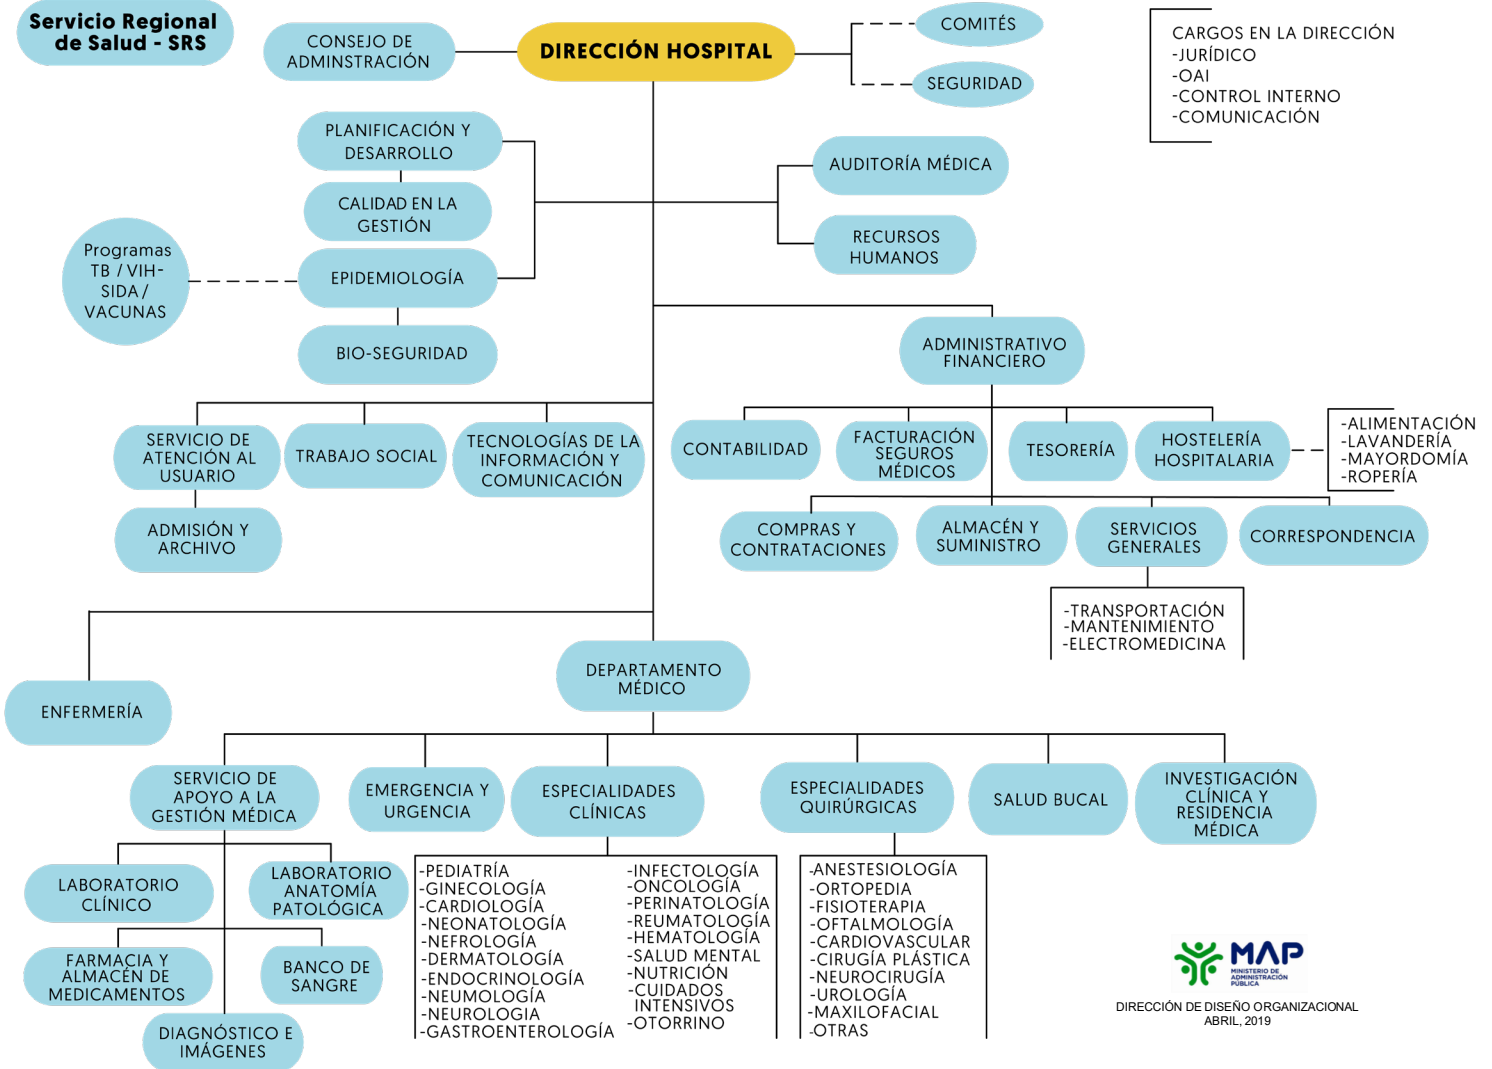 Servicio Regional
de Salud - SRS
CONSEJO DE
ADMINSTRACIÓN
DIRECCIÓN HOSPITAL
COMITÉS
SEGURIDAD
CARGOS EN LA DIRECCIÓN
-JURÍDICO
-OAI
-CONTROL INTERNO
-COMUNICACIÓN
PLANIFICACIÓN Y
DESARROLLO
CALIDAD EN LA
GESTIÓN
AUDITORÍA MÉDICA
RECURSOS
HUMANOS
Programas
TB / VIH-
SIDA /
VACUNAS
EPIDEMIOLOGÍA
BIO-SEGURIDAD
ADMINISTRATIVO
FINANCIERO
SERVICIO DE
ATENCIÓN AL
USUARIO
TRABAJO SOCIAL
TECNOLOGÍAS DE LA
INFORMACIÓN Y
COMUNICACIÓN
ADMISIÓN Y
ARCHIVO
CONTABILIDAD
FACTURACIÓN
SEGUROS
MÉDICOS
TESORERÍA
HOSTELERÍA
HOSPITALARIA
-ALIMENTACIÓN
-LAVANDERÍA
-MAYORDOMÍA
-ROPERÍA
COMPRAS Y
CONTRATACIONES
ALMACÉN Y
SUMINISTRO
SERVICIOS
GENERALES
CORRESPONDENCIA
-TRANSPORTACIÓN
-MANTENIMIENTO
-ELECTROMEDICINA
ENFERMERÍA
DEPARTAMENTO
MÉDICO
SERVICIO DE
APOYO A LA
GESTIÓN MÉDICA
EMERGENCIA Y
URGENCIA
ESPECIALIDADES
CLÍNICAS
ESPECIALIDADES
QUIRÚRGICAS
SALUD BUCAL
INVESTIGACIÓN
CLÍNICA Y
RESIDENCIA
MÉDICA
LABORATORIO
CLÍNICO
LABORATORIO
ANATOMÍA
PATOLÓGICA
FARMACIA Y
ALMACÉN DE
MEDICAMENTOS
BANCO DE
SANGRE
DIAGNÓSTICO E
IMÁGENES
-PEDIATRÍA
-GINECOLOGÍA
-CARDIOLOGÍA
-NEONATOLOGÍA
-NEFROLOGÍA
-DERMATOLOGÍA
-ENDOCRINOLOGÍA
-NEUMOLOGÍA
-NEUROLOGIA
-GASTROENTEROLOGÍA
-INFECTOLOGÍA
-ONCOLOGÍA
-PERINATOLOGÍA
-REUMATOLOGÍA
-HEMATOLOGÍA
-SALUD MENTAL
-NUTRICIÓN
-CUIDADOS
INTENSIVOS
-OTORRINO
-ANESTESIOLOGÍA
-ORTOPEDIA
-FISIOTERAPIA
-OFTALMOLOGÍA
-CARDIOVASCULAR
-CIRUGÍA PLÁSTICA
-NEUROCIRUGÍA
-UROLOGÍA
-MAXILOFACIAL
-OTRAS
MAP
MINISTERIO DE
ADMINISTRACIÓN
PÚBLICA
DIRECCIÓN DE DISEÑO ORGANIZACIONAL
ABRIL, 2019